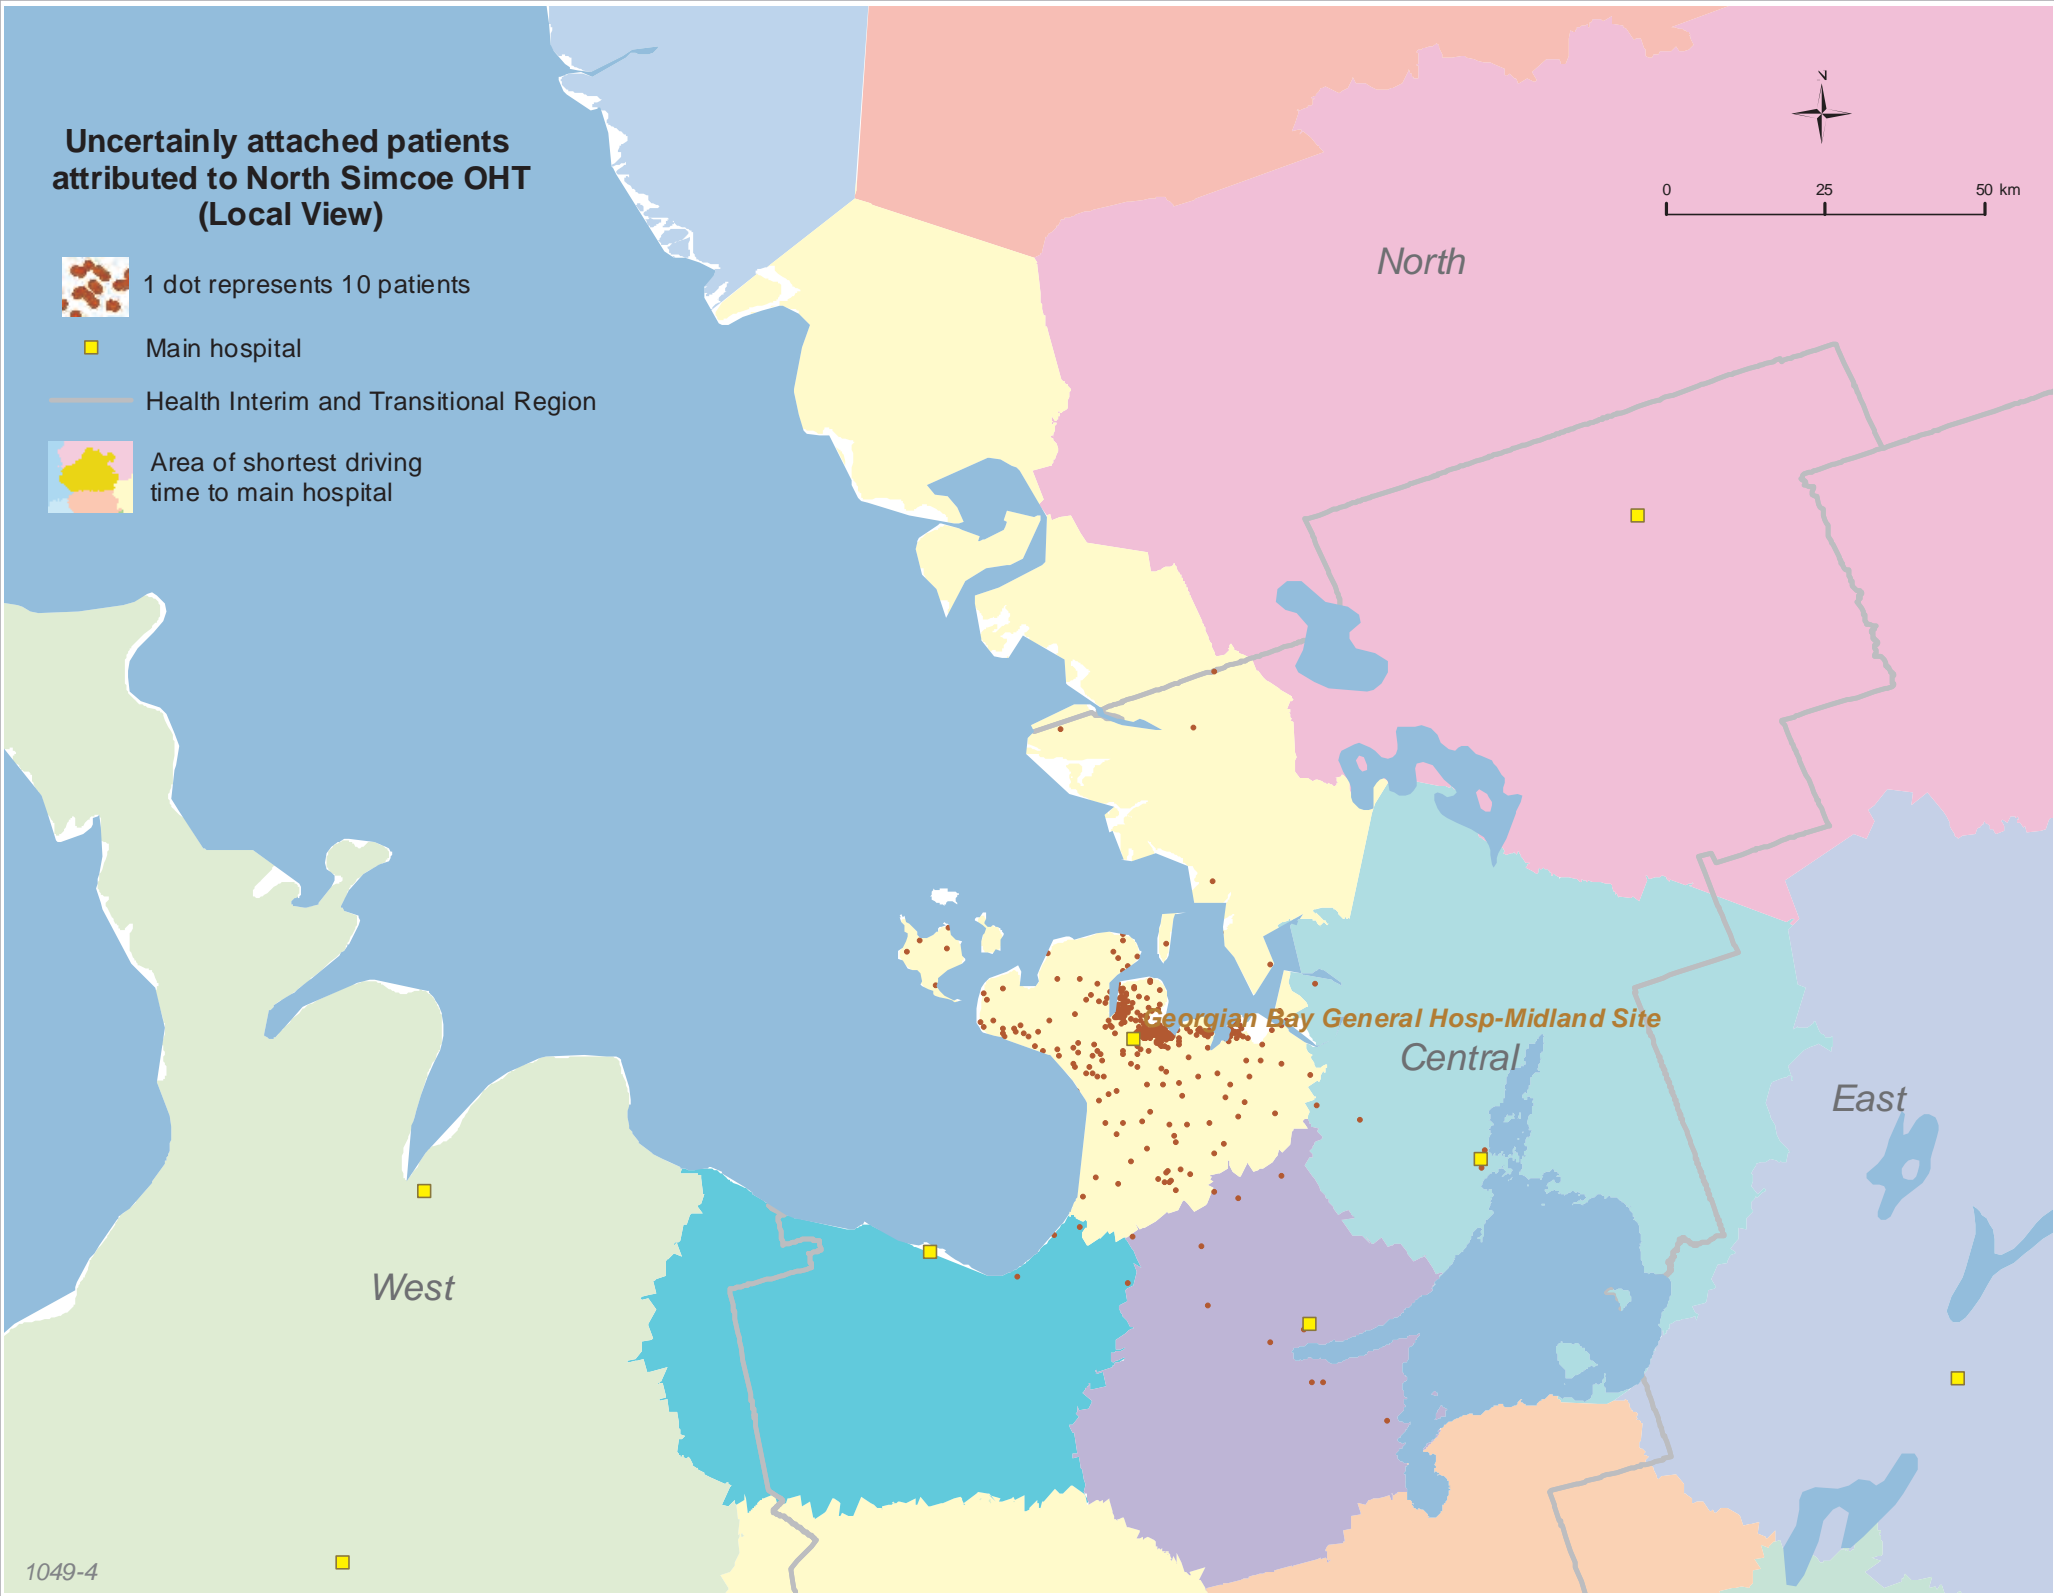 Uncertainly attached patients
attributed to North Simcoe OHT
(Local View)
1 dot represents 10 patients
Main hospital
Health Interim and Transitional Region
Area of shortest driving
time to main hospital
N
0 25 50 km
North
Georgian Bay General Hosp-Midland Site
Central
East
West
1049-4